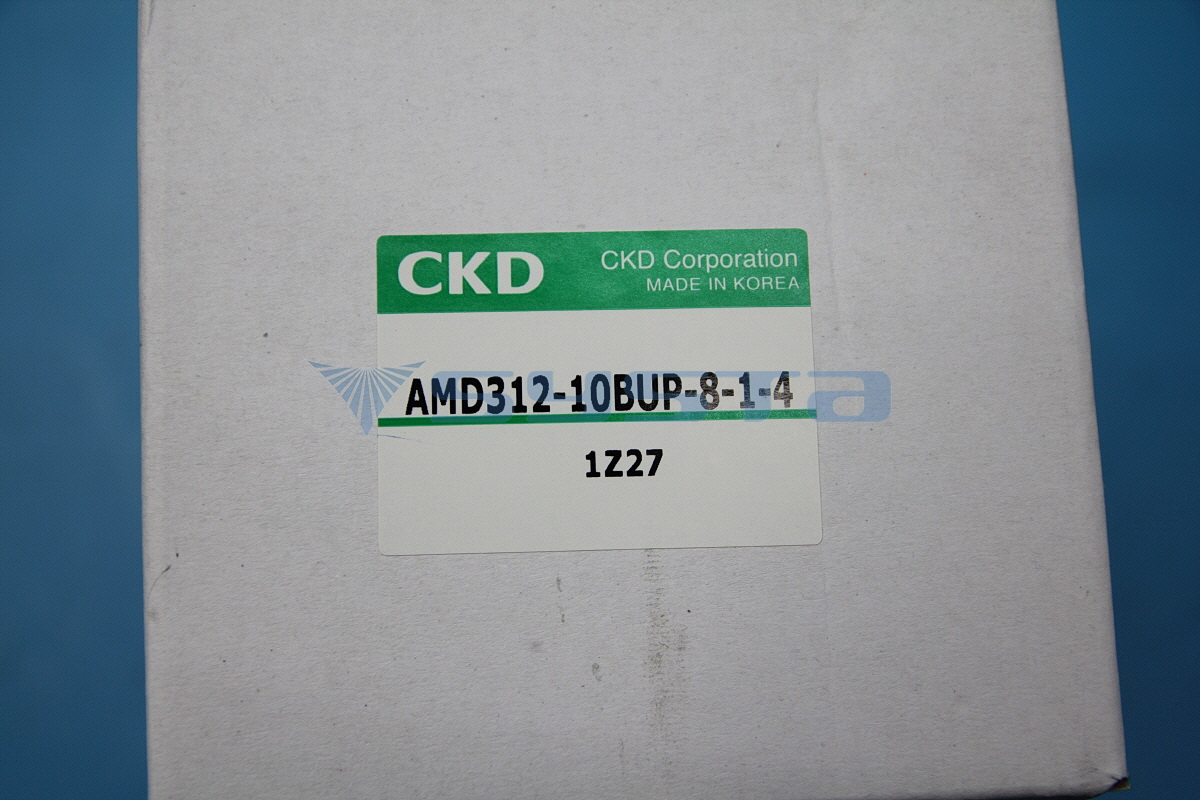 CKD
CKD Corporation
MADE IN KOREA
AMD312-10BUP-8-1-4
1Z27